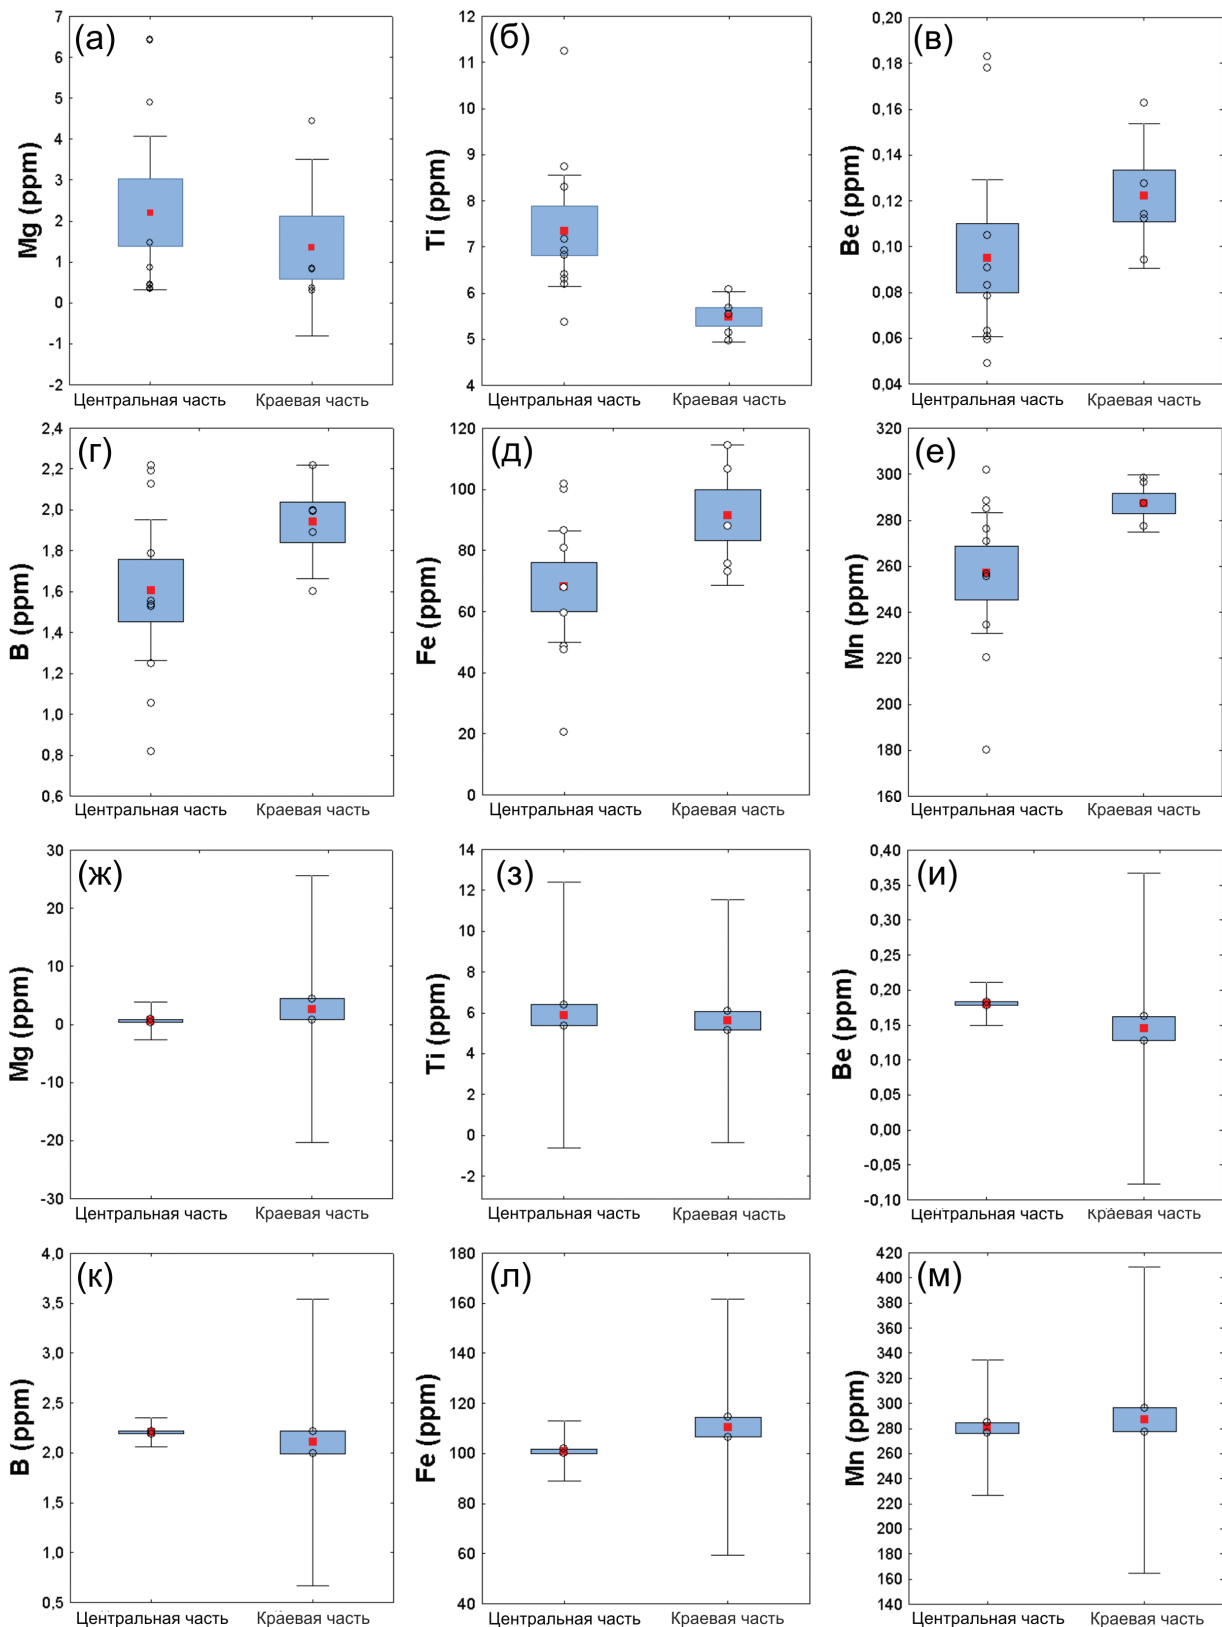 (а)
Mg (ppm)
7
6
5
4
3
2
1
0
-1
-2
Центральная часть
Краевая часть
(б)
Ti (ppm)
12
11
10
9
8
7
6
5
4
Центральная часть
Краевая часть
(в)
Be (ppm)
0,20
0,18
0,16
0,14
0,12
0,10
0,08
0,06
0,04
Центральная часть
Краевая часть
(г)
B (ppm)
2,4
2,2
2,0
1,8
1,6
1,4
1,2
1,0
0,8
0,6
Центральная часть
Краевая часть
(д)
Fe (ppm)
120
100
80
60
40
20
0
Центральная часть
Краевая часть
(е)
Mn (ppm)
320
300
280
260
240
220
200
180
160
Центральная часть
Краевая часть
(ж)
Mg (ppm)
30
20
10
0
-10
-20
-30
Центральная часть
Краевая часть
(з)
Ti (ppm)
14
12
10
8
6
4
2
0
-2
Центральная часть
Краевая часть
(и)
Be (ppm)
0,40
0,35
0,30
0,25
0,20
0,15
0,10
0,05
0,00
-0,05
-0,10
Центральная часть
Краевая часть
(к)
B (ppm)
4,0
3,5
3,0
2,5
2,0
1,5
1,0
0,5
Центральная часть
Краевая часть
(л)
Fe (ppm)
180
160
140
120
100
80
60
40
Центральная часть
Краевая часть
(м)
Mn (ppm)
420
400
380
360
340
320
300
280
260
240
220
200
180
160
140
Центральная часть
Краевая часть